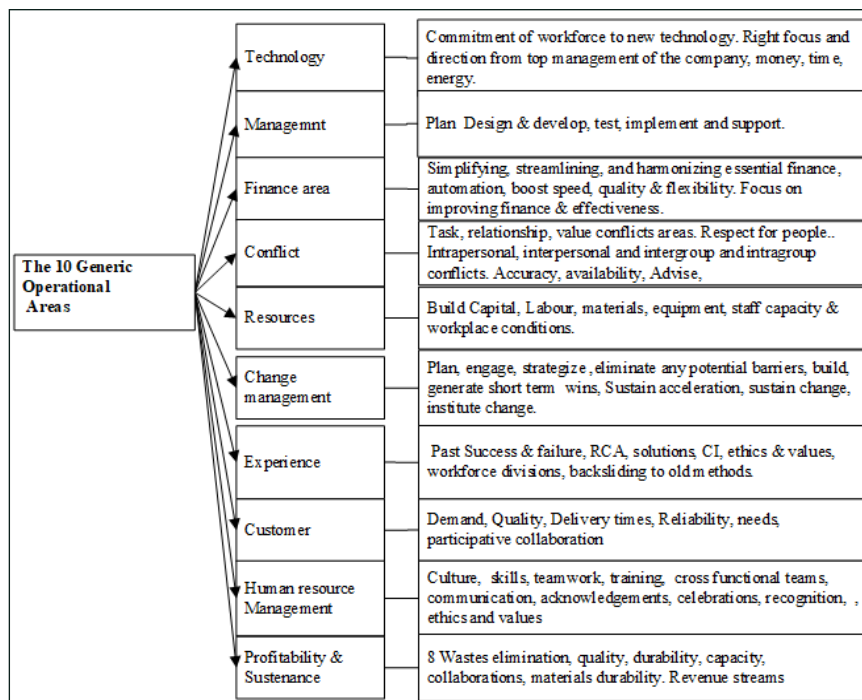 The 10 Generic
Operational
Areas
Technology
Commitment of workforce to new technology. Right focus and
direction from top management of the company, money, time,
energy.
Managemnt
Plan Design & develop, test, implement and support.
Finance area
Simplifying, streamlining, and harmonizing essential finance,
automation, boost speed, quality & flexibility. Focus on
improving finance & effectiveness.
Conflict
Task, relationship, value conflicts areas. Respect for people..
Intrapersonal, interpersonal and intergroup and intragroup
conflicts. Accuracy, availability, Advise,
Resources
Build Capital, Labour, materials, equipment, staff capacity &
workplace conditions.
Change
management
Plan, engage, strategize ,eliminate any potential barriers, build,
generate short term wins, Sustain acceleration, sustain change,
institute change.
Experience
Past Success & failure, RCA, solutions, CI, ethics & values,
workforce divisions, backsliding to old methods.
Customer
Demand, Quality, Delivery times, Reliability, needs,
participative collaboration
Human resource
Management
Culture, skills, teamwork, training, cross functional teams,
communication, acknowledgements, celebrations, recognition, ,
ethics and values
Profitability &
Sustenance
8 Wastes elimination, quality, durability, capacity,
collaborations, materials durability. Revenue streams